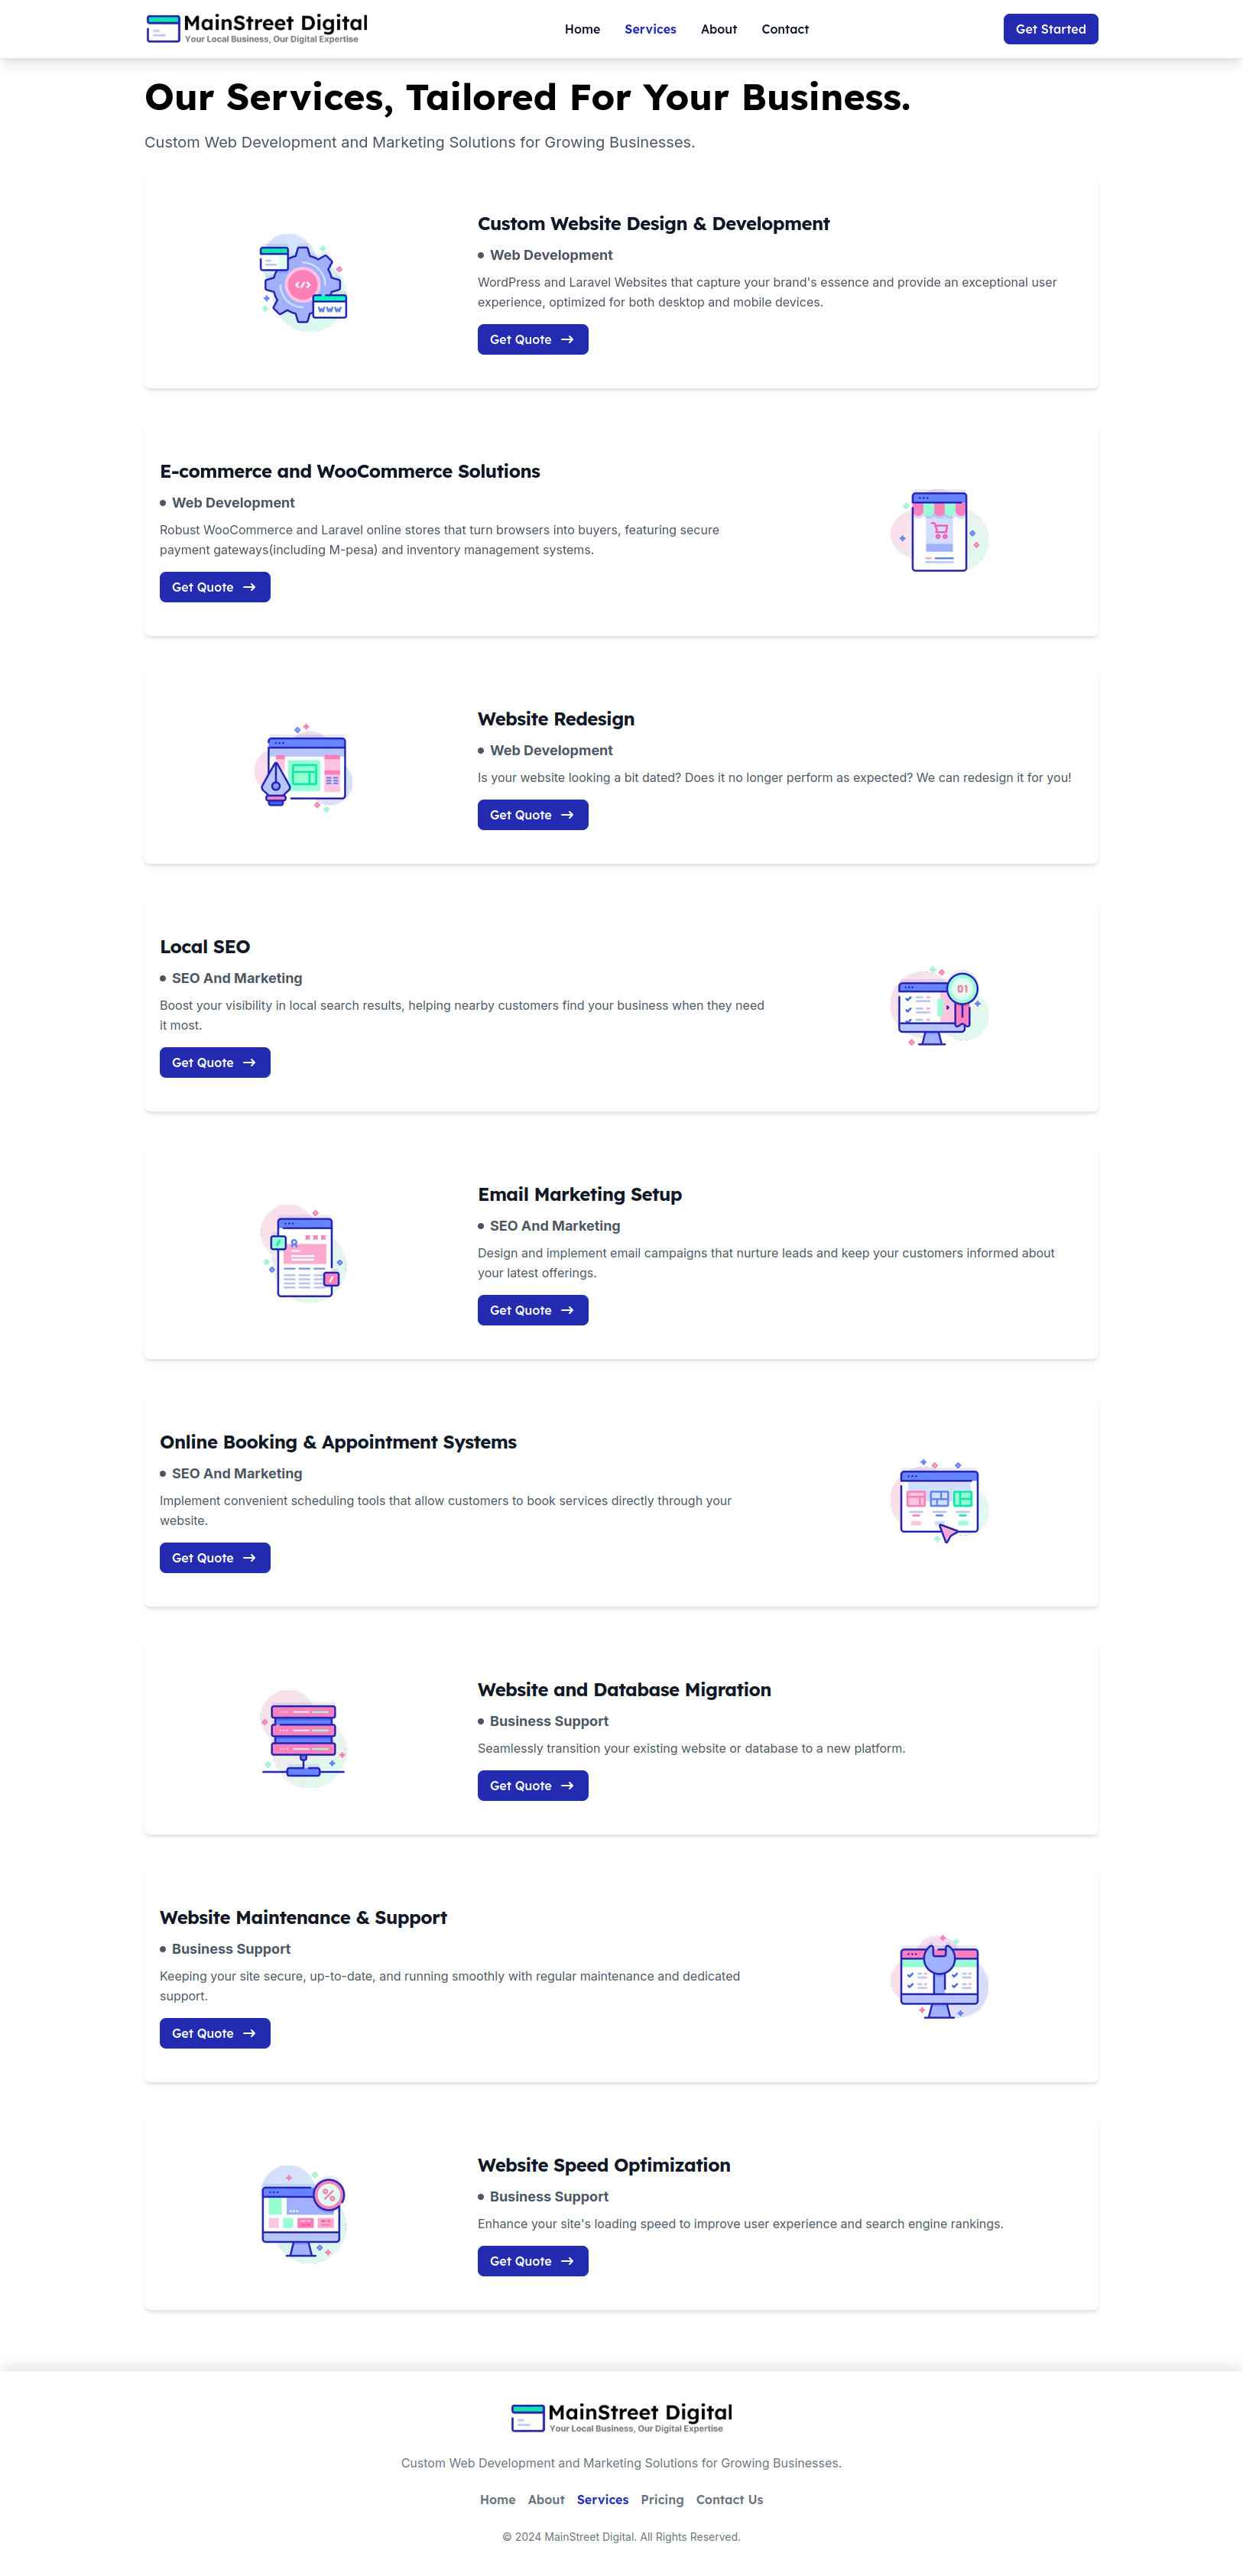 MainStreet Digital
Your Local Business, Our Digital Expertise
Home
Services
About
Contact
Get Started
Our Services, Tailored For Your Business.
Custom Web Development and Marketing Solutions for Growing Businesses.
</>
WWW
Custom Website Design & Development
Web Development
WordPress and Laravel Websites that capture your brand's essence and provide an exceptional user
experience, optimized for both desktop and mobile devices.
Get Quote
E-commerce and WooCommerce Solutions
Web Development
Robust WooCommerce and Laravel online stores that turn browsers into buyers, featuring secure
payment gateways(including M-pesa) and inventory management systems.
Get Quote
Website Redesign
Web Development
Is your website looking a bit dated? Does it no longer perform as expected? We can redesign it for you!
Get Quote
Local SEO
SEO And Marketing
Boost your visibility in local search results, helping nearby customers find your business when they need
it most.
Get Quote
01
Email Marketing Setup
SEO And Marketing
Design and implement email campaigns that nurture leads and keep your customers informed about
your latest offerings.
Get Quote
Online Booking & Appointment Systems
SEO And Marketing
Implement convenient scheduling tools that allow customers to book services directly through your
website.
Get Quote
Website and Database Migration
Business Support
Seamlessly transition your existing website or database to a new platform.
Get Quote
Website Maintenance & Support
Business Support
Keeping your site secure, up-to-date, and running smoothly with regular maintenance and dedicated
support.
Get Quote
%
Website Speed Optimization
Business Support
Enhance your site's loading speed to improve user experience and search engine rankings.
Get Quote
MainStreet Digital
Your Local Business, Our Digital Expertise
Custom Web Development and Marketing Solutions for Growing Businesses.
Home About Services Pricing Contact Us
© 2024 MainStreet Digital. All Rights Reserved.